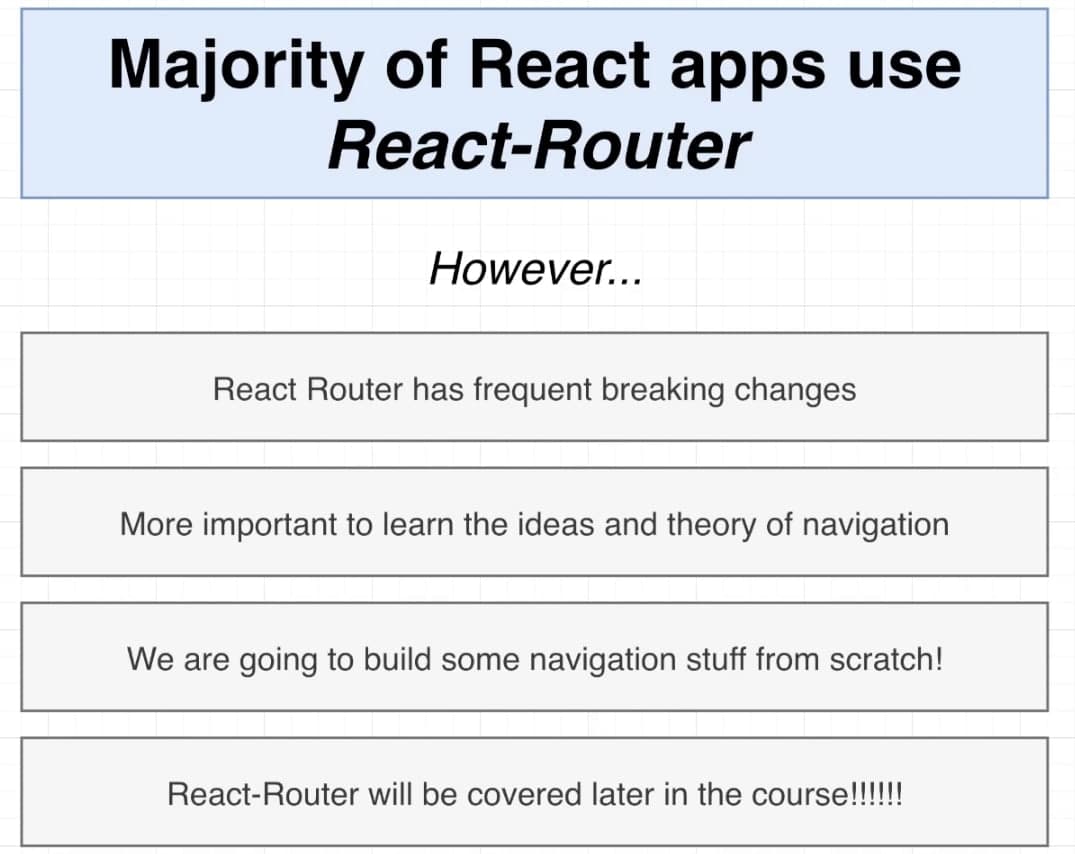 Majority of React apps use
React-Router
However...
React Router has frequent breaking changes
More important to learn the ideas and theory of navigation
We are going to build some navigation stuff from scratch!
React-Router will be covered later in the course!!!!!!